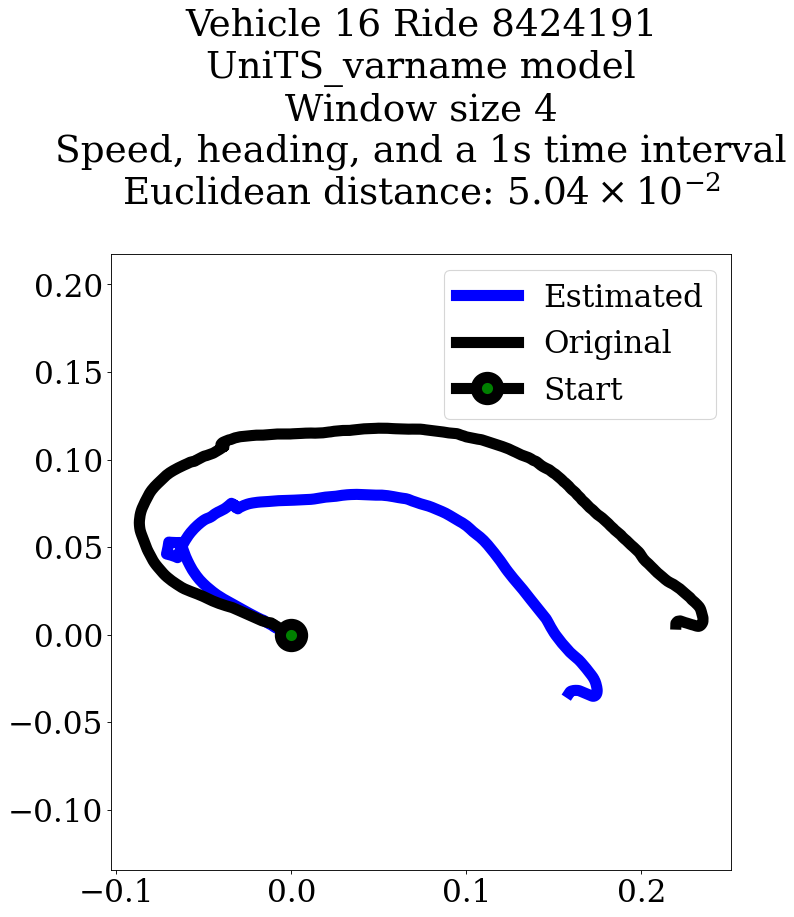 Vehicle 16 Ride 8424191
UniTS_varname model
Window size 4
Speed, heading, and a 1s time interval
Euclidean distance: 5.04 × 10⁻²
Estimated
Original
Start
0.20
0.15
0.10
0.05
0.00
−0.05
−0.10
−0.1 0.0 0.1 0.2